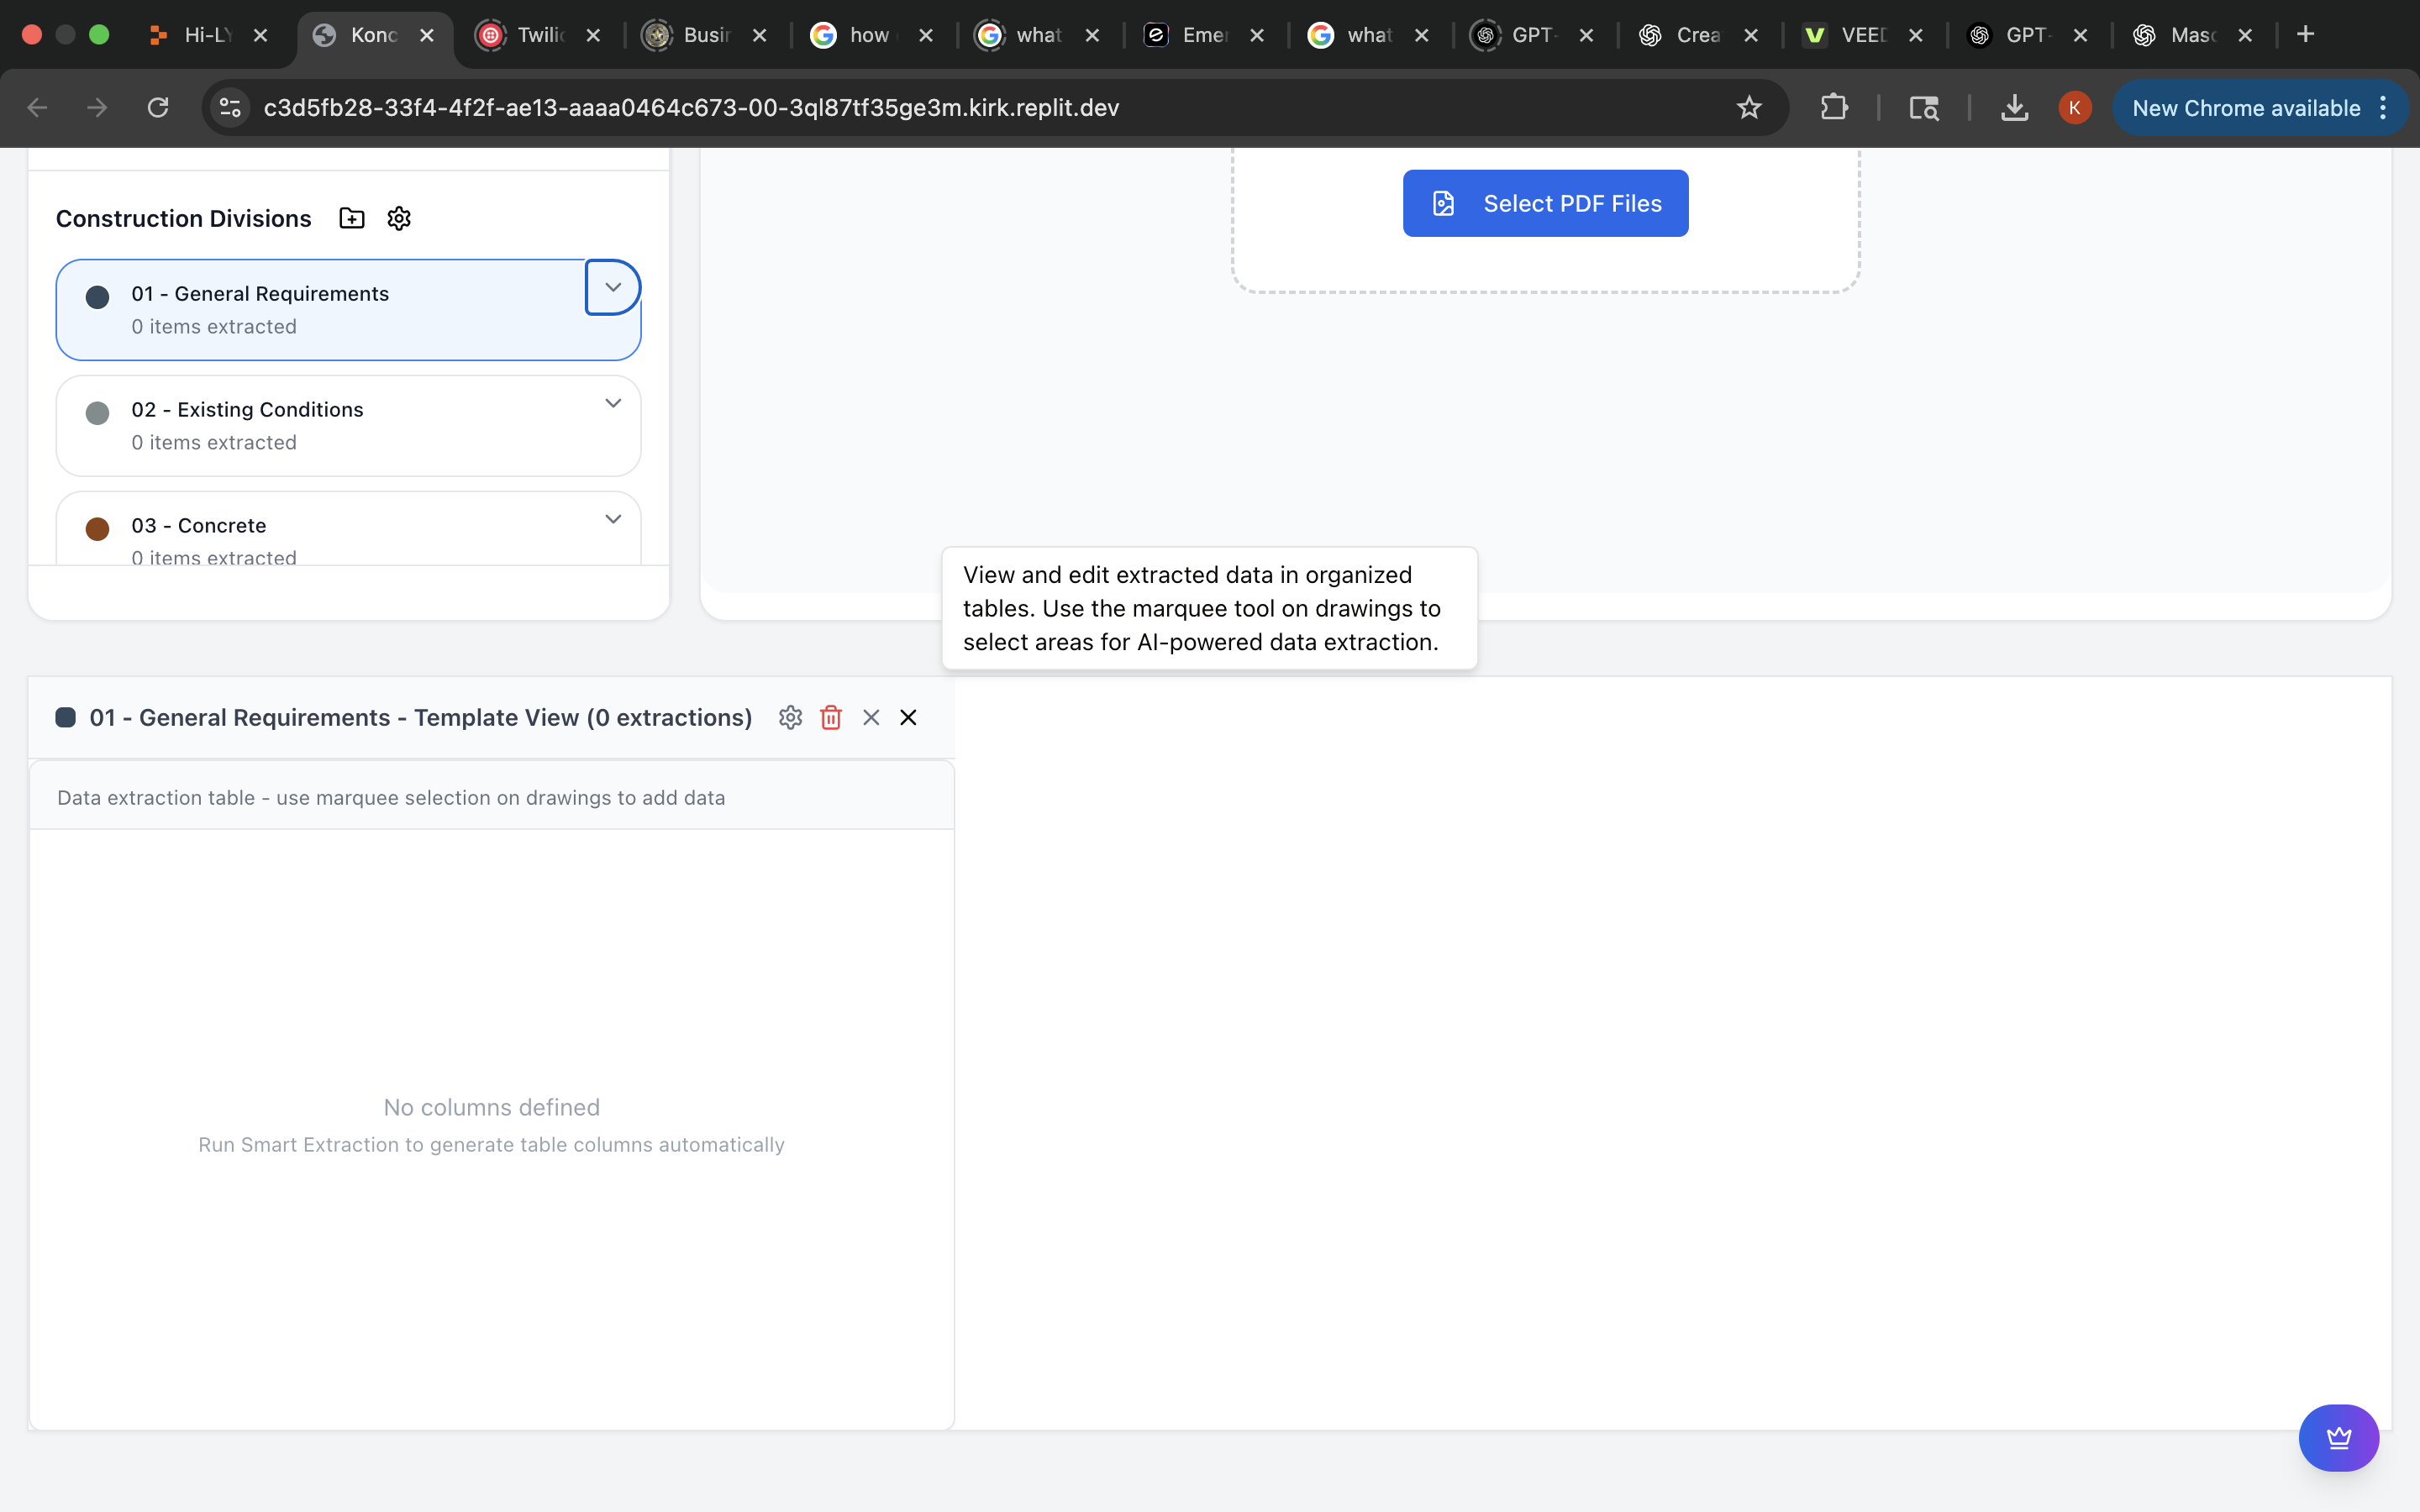 Hi-LY
Konc
Twilio
Busin
how
what
Emer
what
GPT-
Crea
VEED
GPT-
Masc
c3d5fb28-33f4-4f2f-ae13-aaaa0464c673-00-3ql87tf35ge3m.kirk.replit.dev
K
New Chrome available
Construction Divisions
01 - General Requirements
0 items extracted
02 - Existing Conditions
0 items extracted
03 - Concrete
0 items extracted
Select PDF Files
View and edit extracted data in organized
tables. Use the marquee tool on drawings to
select areas for AI-powered data extraction.
01 - General Requirements - Template View (0 extractions)
Data extraction table - use marquee selection on drawings to add data
No columns defined
Run Smart Extraction to generate table columns automatically